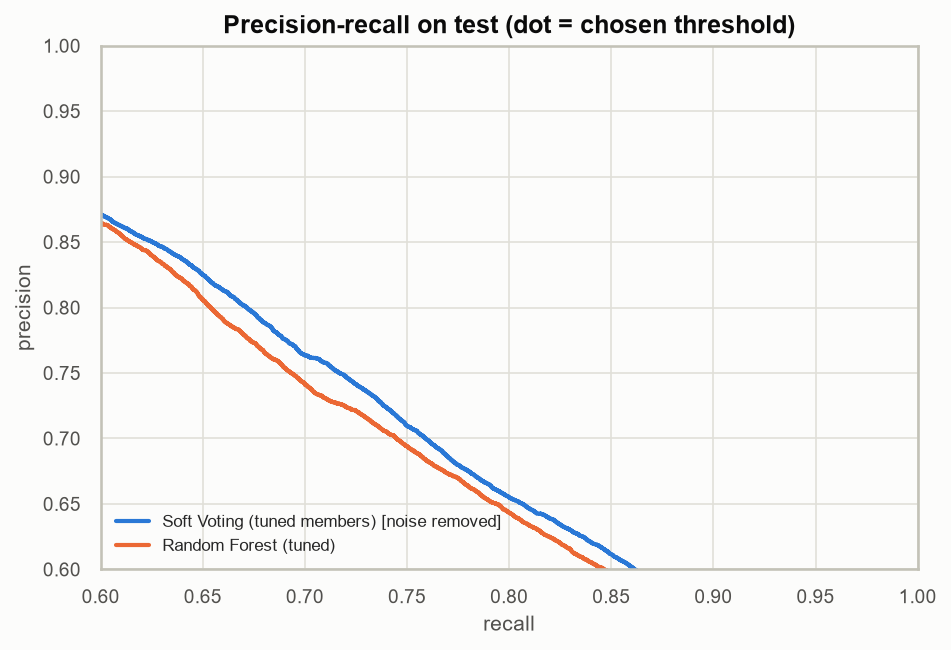 Precision-recall on test (dot = chosen threshold)
1.00
0.95
0.90
0.85
0.80
0.75
0.70
0.65
0.60
precision
Soft Voting (tuned members) [noise removed]
Random Forest (tuned)
0.60 0.65 0.70 0.75 0.80 0.85 0.90 0.95 1.00
recall